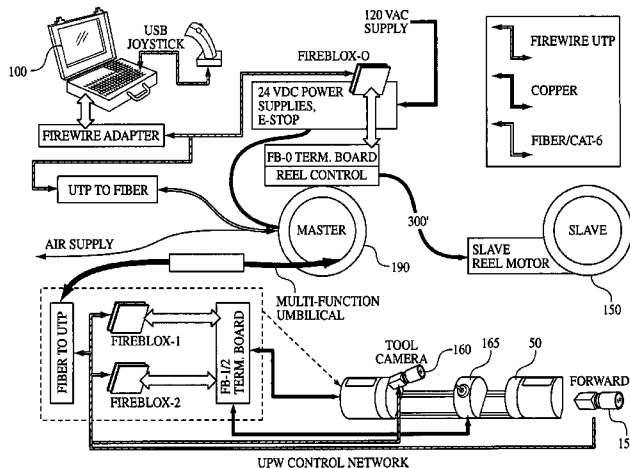 120 VAC
SUPPLY
USB
JOYSTICK
100
FIREBLOX-O
24 VDC POWER
SUPPLIES,
E-STOP
FIREWIRE UTP
COPPER
FIBER/CAT-6
FIREWIRE ADAPTER
FB-0 TERM. BOARD
REEL CONTROL
UTP TO FIBER
MASTER
300'
SLAVE
AIR SUPPLY
190
SLAVE
REEL MOTOR
150
MULTI-FUNCTION
UMBILICAL
FIBER TO UTP
FIREBLOX-1
FB-1/2
TERM. BOARD
FIREBLOX-2
TOOL
CAMERA
160
165
50
FORWARD
15
UPW CONTROL NETWORK